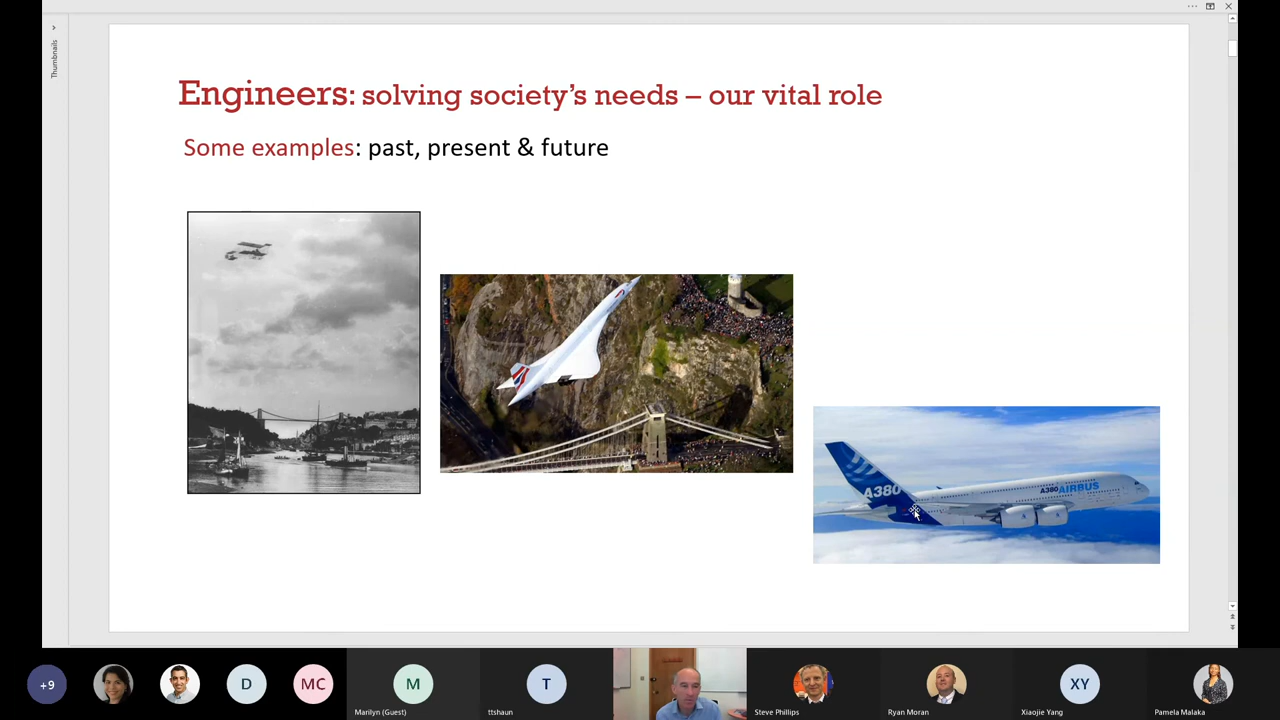 Thumbnails
Engineers: solving society's needs – our vital role
Some examples: past, present & future
A380
A380 AIRBUS
+9
D
MC
M
T
XY
Marilyn (Guest)
ttshaun
Steve Phillips
Ryan Moran
Xiaojie Yang
Pamela Malaka